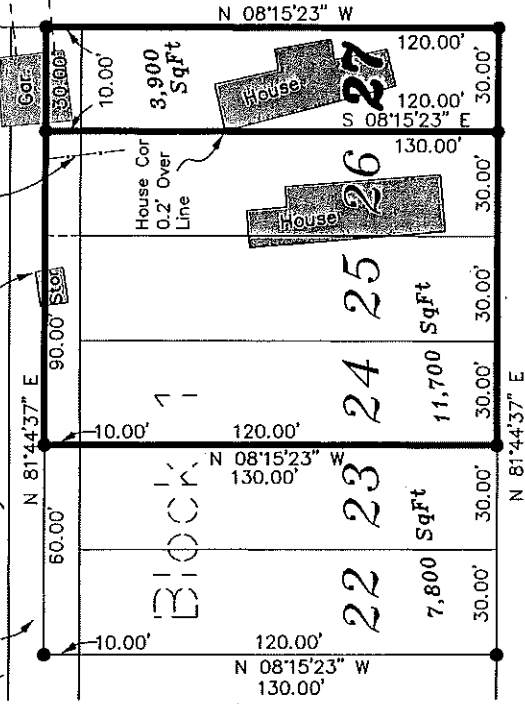 N 08°15'23" W
120.00'
10.00'
Gar.
30.00'
10.00'
3,900
SqFt
House
27
120.00'
30.00'
S 08°15'23" E
130.00'
House Cor
0.2' Over
Line
26
30.00'
House
Stor
25
30.00'
90.00'
24
11,700 SqFt
30.00'
N 81°44'37" E
N 81°44'37" E
10.00'
120.00'
N 08°15'23" W
130.00'
Block 1
23
30.00'
60.00'
22
7,800 SqFt
30.00'
10.00'
120.00'
N 08°15'23" W
130.00'